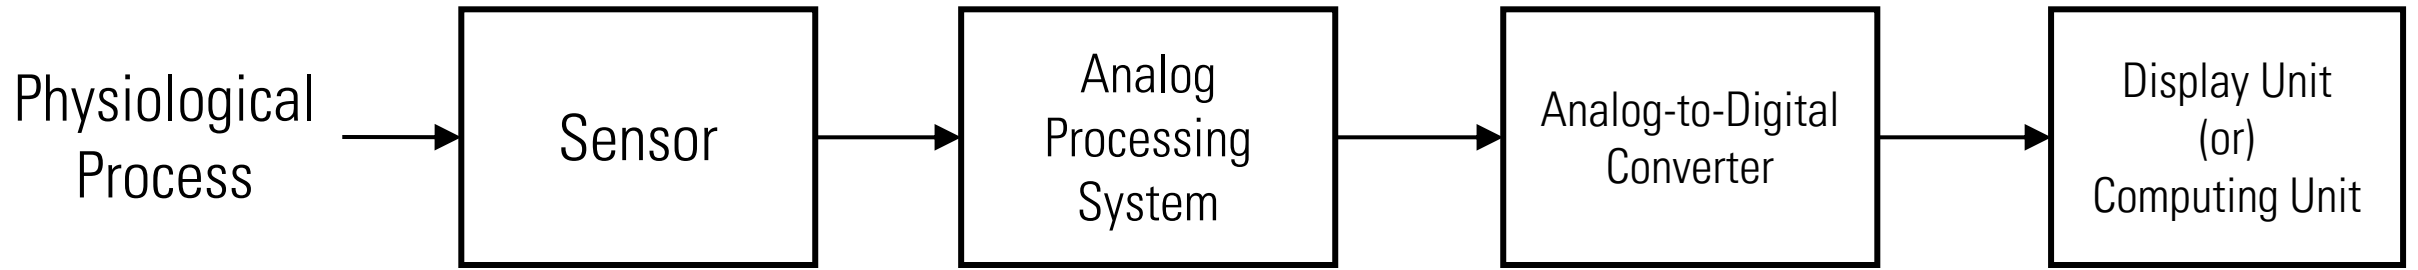 Physiological
Process
Sensor
Analog
Processing
System
Analog-to-Digital
Converter
Display Unit
(or)
Computing Unit